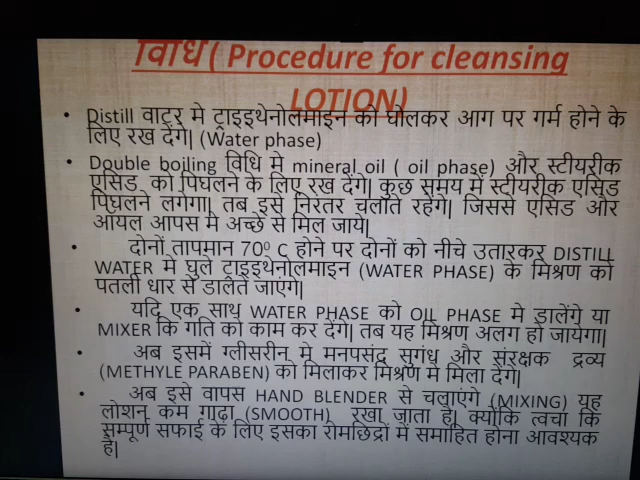 विधि( Procedure for cleansing
LOTION)
• Distill वाटर मे ट्राइइथेनोलमाइन को घोलकर आग पर गर्म होने के
लिए रख देंगे| (Water phase)
• Double boiling विधि मे mineral oil ( oil phase) और स्टीयरीक
एसिड को पिघलने के लिए रख देंगे| कुछ समय मे स्टीयरीक एसिड
पिघलने लगेगा| तब इसे निरंतर चलाते रहेंगे| जिससे एसिड और
ऑयल आपस मे अच्छे से मिल जाये|
• दोनों तापमान 70⁰ C होने पर दोनों को नीचे उतारकर DISTILL
WATER मे घुले ट्राइइथेनोलमाइन (WATER PHASE) के मिश्रण को
पतली धार से डालते जाएंगे|
• यदि एक साथ WATER PHASE को OIL PHASE मे डालेंगे या
MIXER कि गति को काम कर देंगे| तब यह मिश्रण अलग हो जायेगा|
• अब इसमें ग्लीसरीन मे मनपसंद सुगंध और संरक्षक द्रव्य
(METHYLE PARABEN) को मिलाकर मिश्रण मे मिला देंगे|
• अब इसे वापस HAND BLENDER से चलाएंगे (MIXING) यह
लोशन कम गाढ़ा (SMOOTH) रखा जाता है| क्योंकि त्वचा कि
सम्पूर्ण सफाई के लिए इसका रोमछिद्रों में समाहित होना आवश्यक
है|